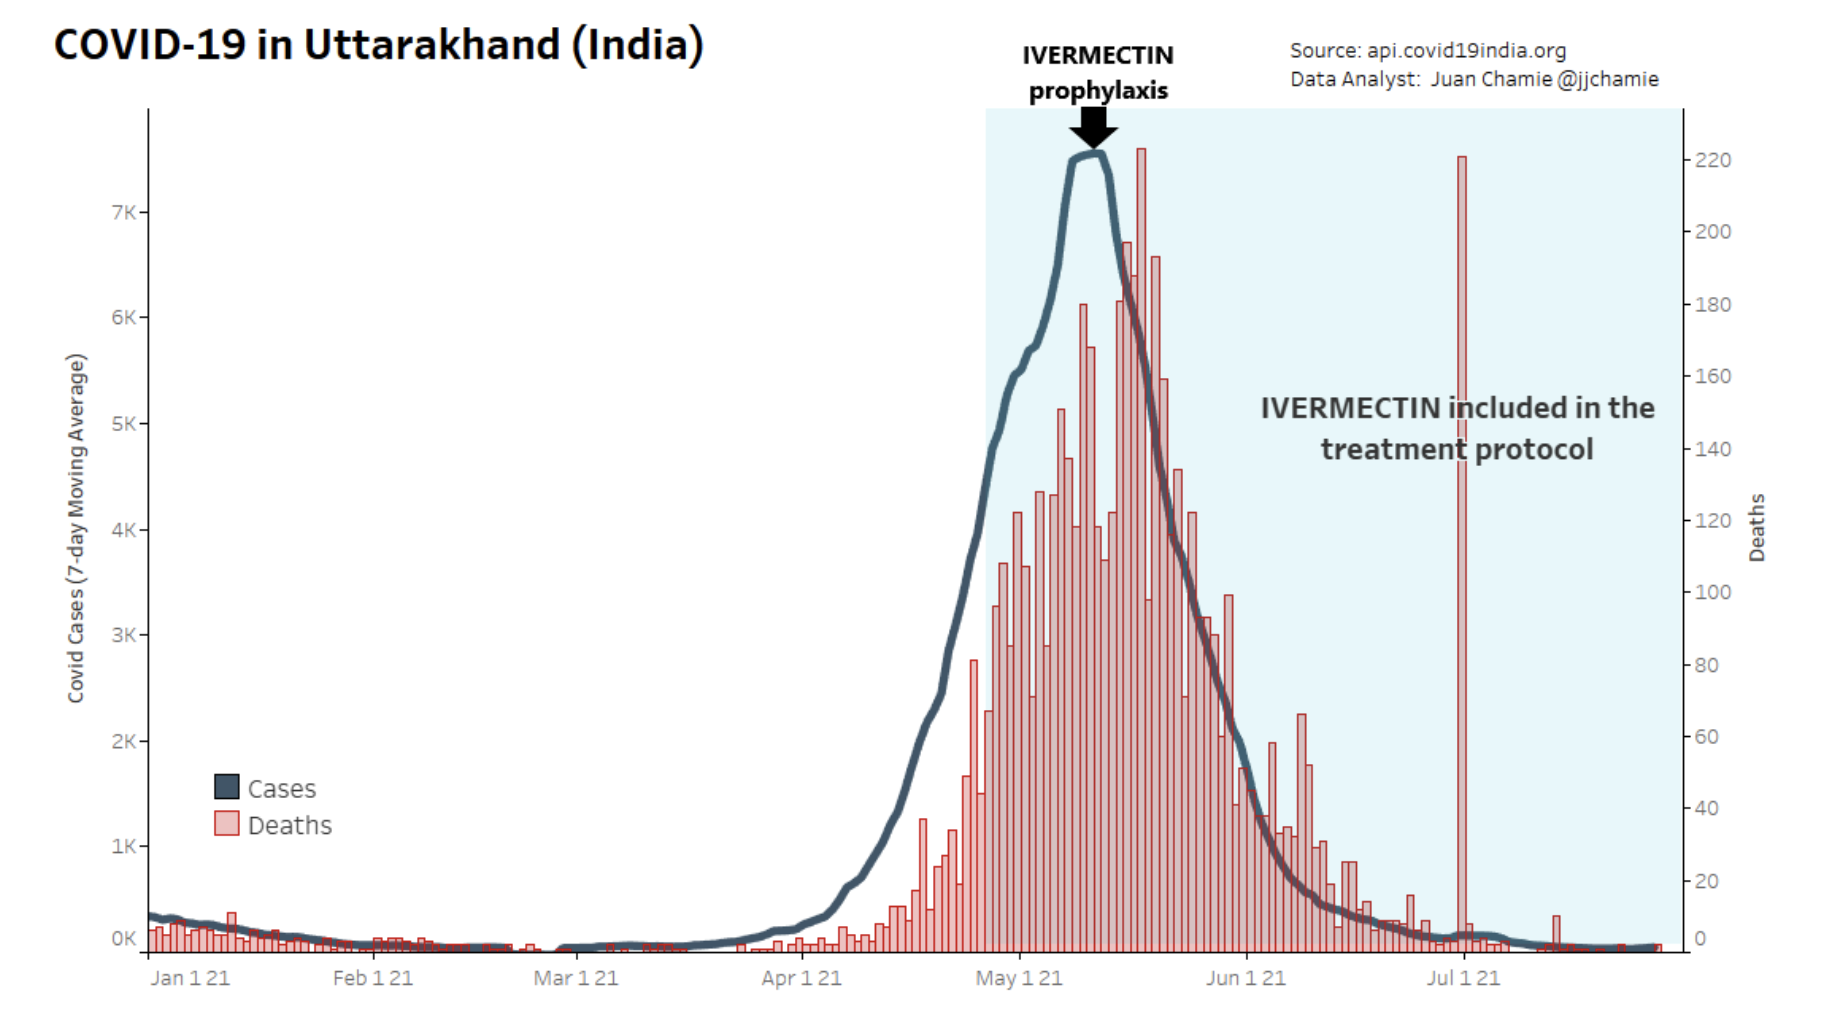 COVID-19 in Uttarakhand (India)
IVERMECTIN
prophylaxis
Source: api.covid19india.org
Data Analyst: Juan Chamie @jjchamie
Covid Cases (7-day Moving Average)
7K
6K
5K
4K
3K
2K
1K
0K
Cases
Deaths
IVERMECTIN included in the
treatment protocol
220
200
180
160
140
120
100
80
60
40
20
0
Deaths
Jan 1 21
Feb 1 21
Mar 1 21
Apr 1 21
May 1 21
Jun 1 21
Jul 1 21